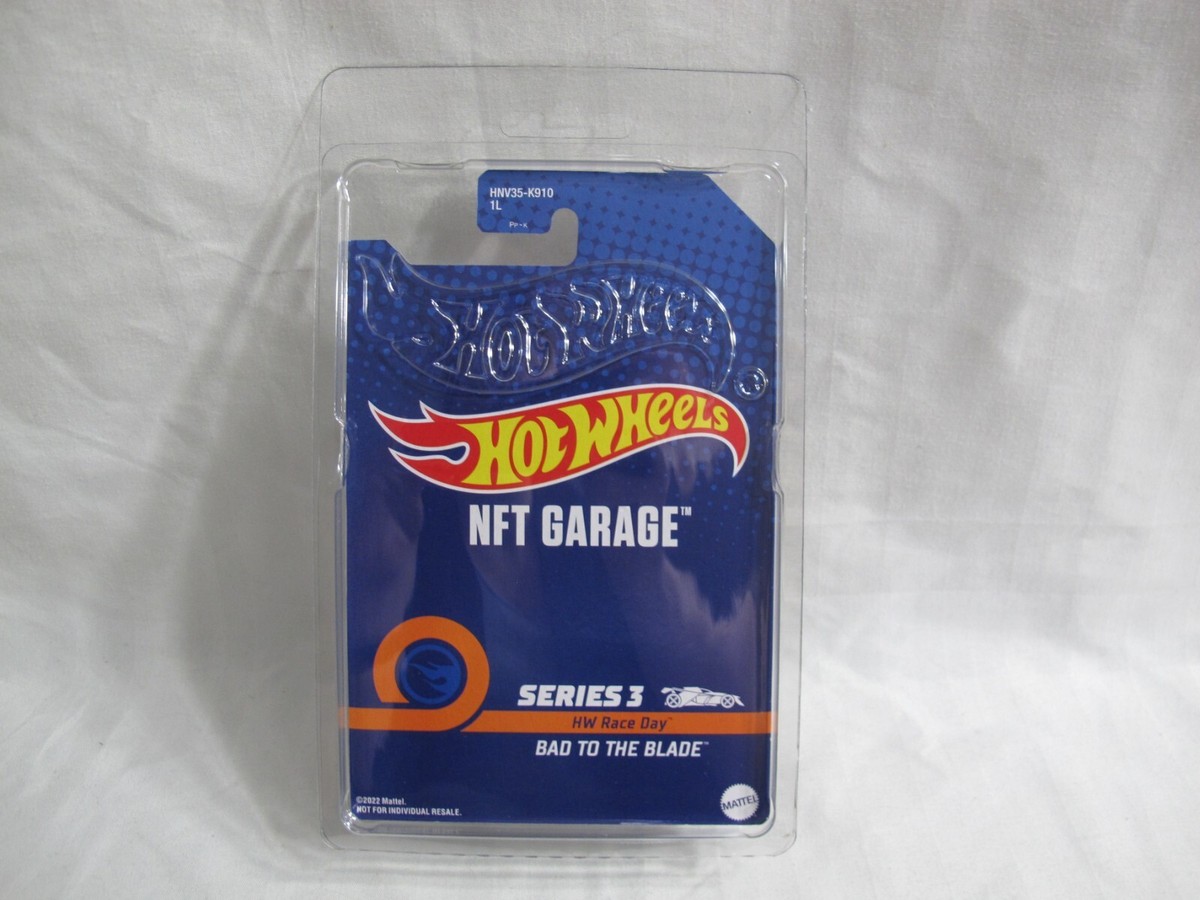 HNV35-K910
1L
HOT WHEELS
HOT WHEELS
NFT GARAGE™
SERIES 3
HW Race Day™
BAD TO THE BLADE™
©2022 Mattel.
NOT FOR INDIVIDUAL RESALE.
MATTEL